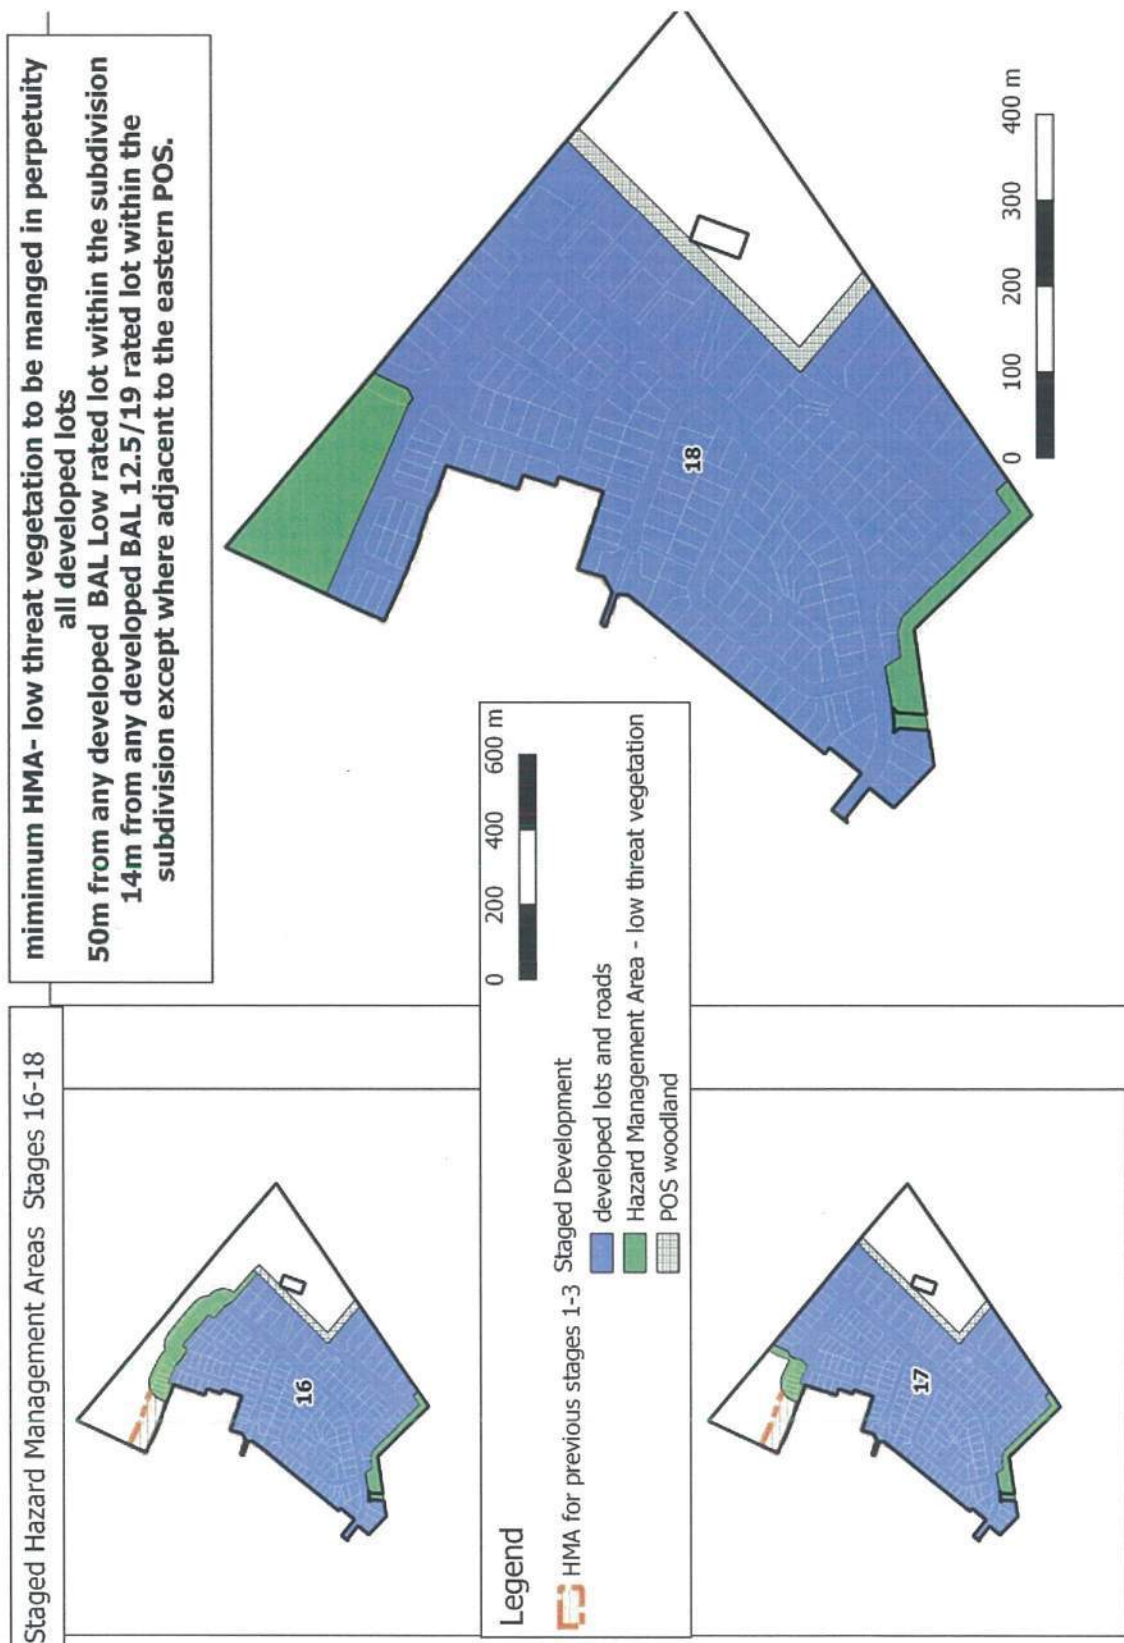 Staged Hazard Management Areas Stages 16-18
mimimum HMA- low threat vegetation to be manged in perpetuity
all developed lots
50m from any developed BAL Low rated lot within the subdivision
14m from any developed BAL 12.5/19 rated lot within the
subdivision except where adjacent to the eastern POS.
16
Legend
HMA for previous stages 1-3
Staged Development
developed lots and roads
Hazard Management Area - low threat vegetation
POS woodland
0 200 400 600 m
17
18
0 100 200 300 400 m